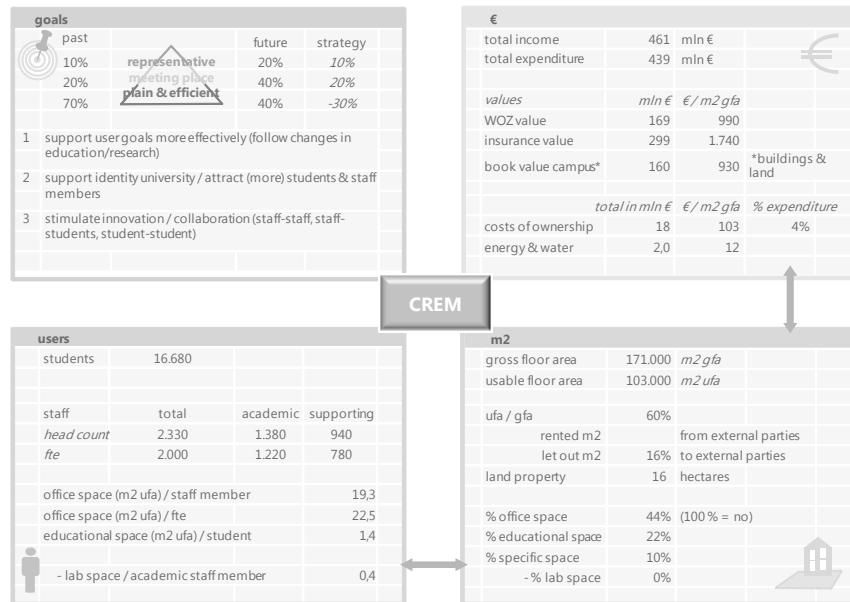 goals
past future strategy
10% representative 20% 10%
20% meeting place 40% 20%
70% plain & efficient 40% -30%
1 support user goals more effectively (follow changes in
education/research)
2 support identity university / attract (more) students & staff
members
3 stimulate innovation / collaboration (staff-staff, staff-
students, student-student)
€
total income 461 mln €
total expenditure 439 mln €
values mln € € / m2 gfa
WOZ value 169 990
insurance value 299 1.740
book value campus* 160 930 *buildings &
land
total in mln € € / m2 gfa % expenditure
costs of ownership 18 103 4%
energy & water 2,0 12
CREM
users
students 16.680
staff total academic supporting
head count 2.330 1.380 940
fte 2.000 1.220 780
office space (m2 ufa) / staff member 19,3
office space (m2 ufa) / fte 22,5
educational space (m2 ufa) / student 1,4
- lab space / academic staff member 0,4
m2
gross floor area 171.000 m2 gfa
usable floor area 103.000 m2 ufa
ufa / gfa 60%
rented m2 from external parties
let out m2 16% to external parties
land property 16 hectares
% office space 44% (100 % = no)
% educational space 22%
% specific space 10%
- % lab space 0%